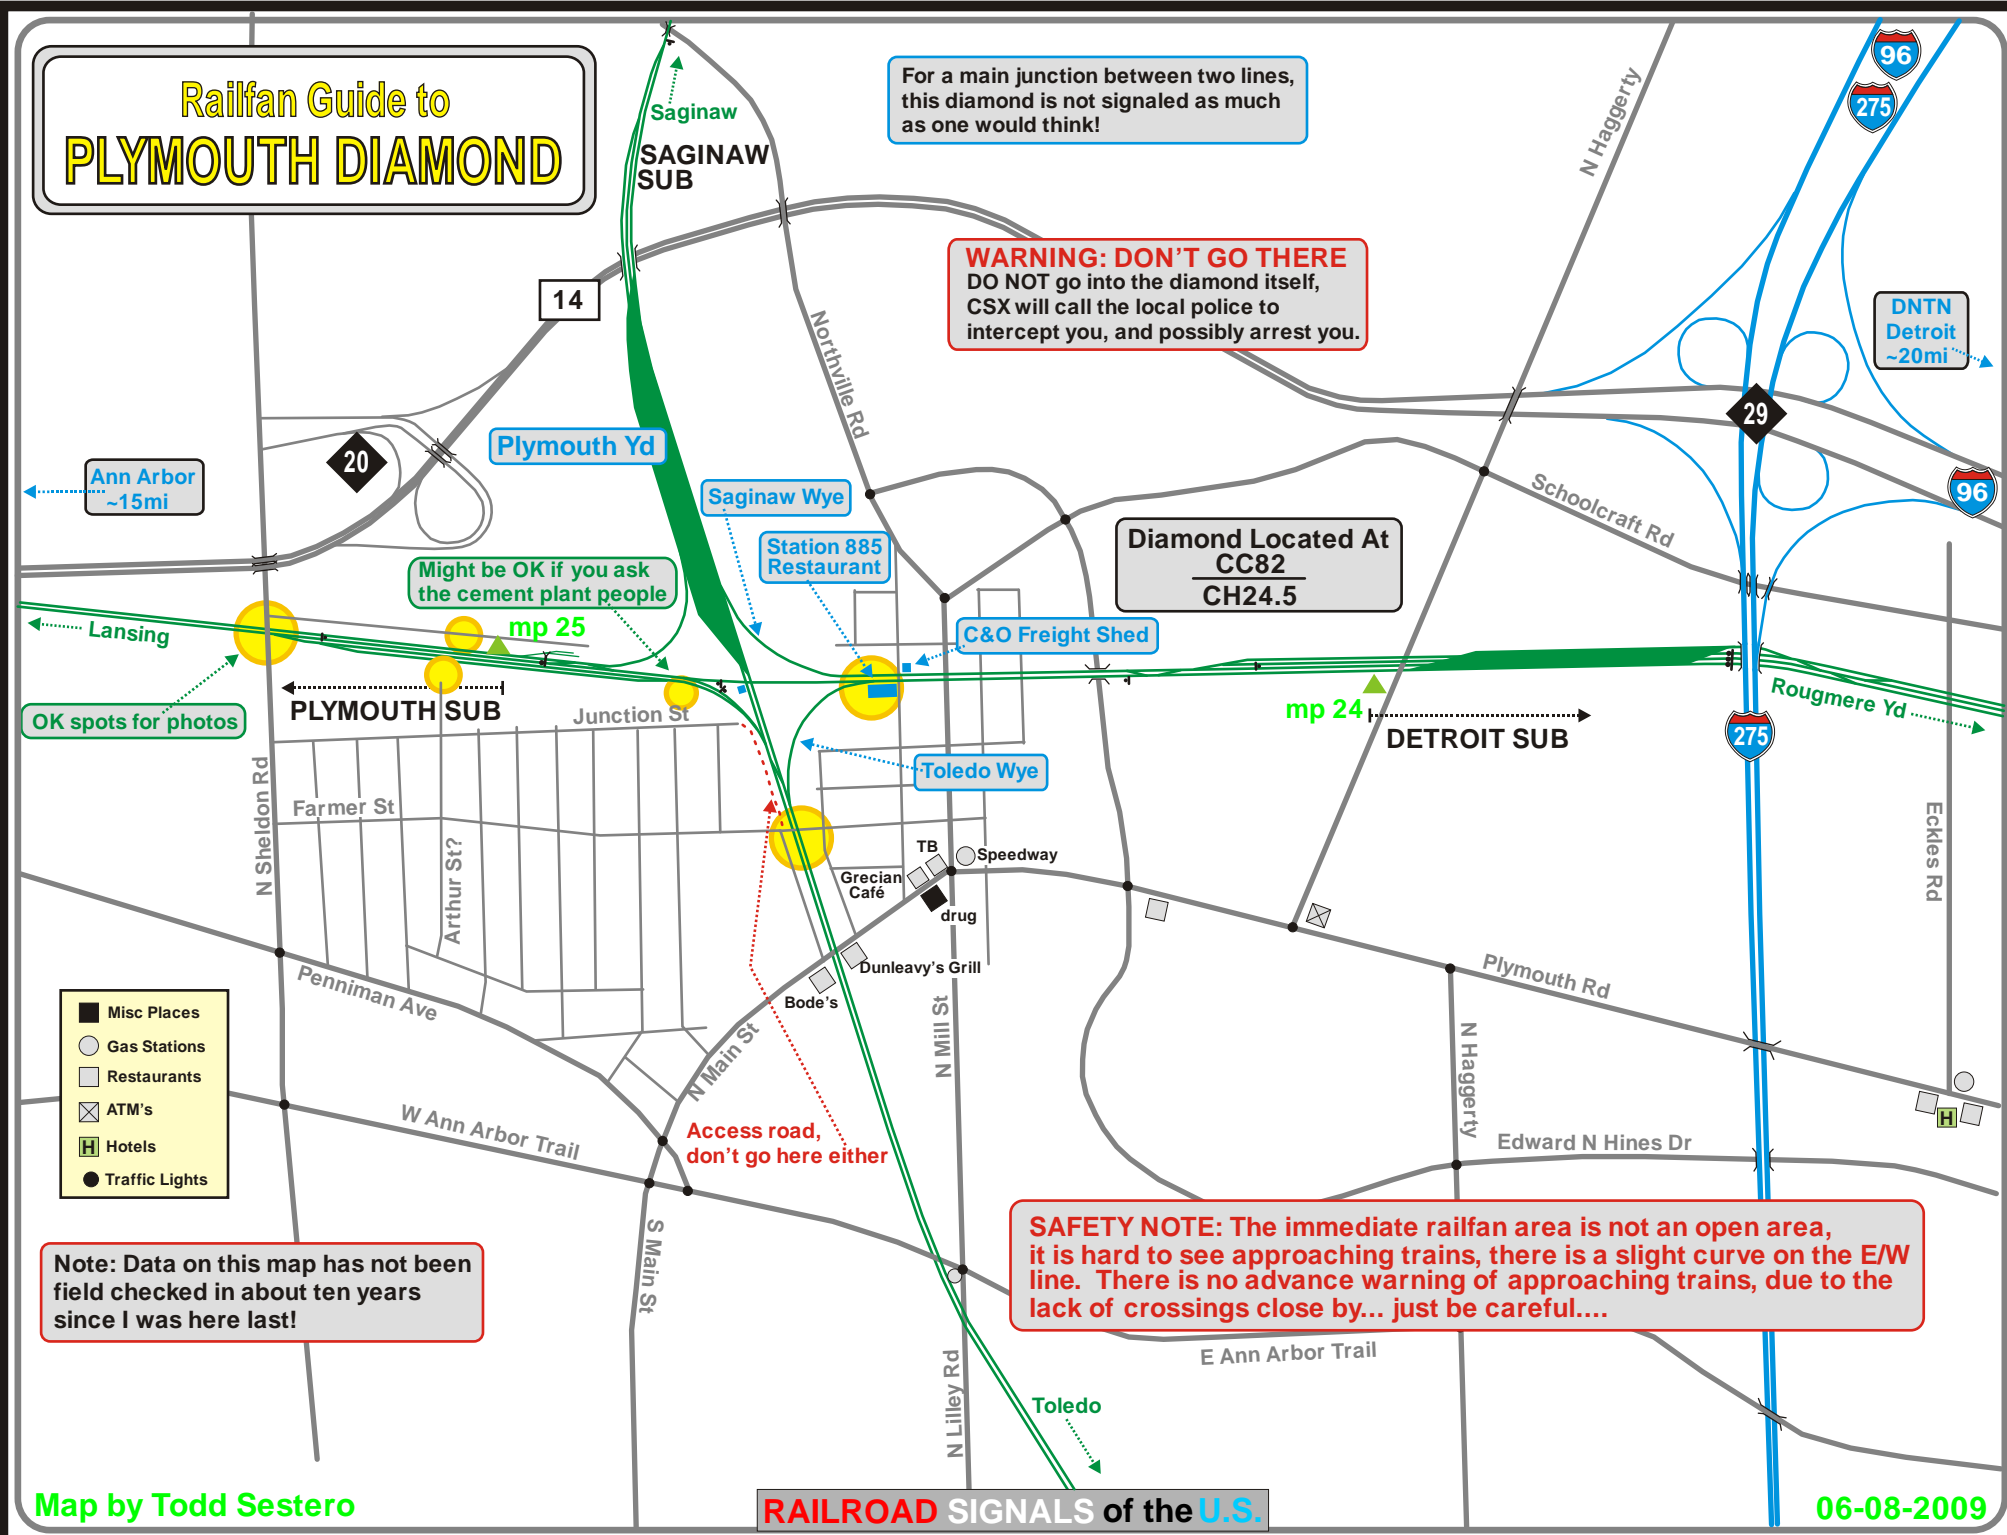 Railfan Guide to
PLYMOUTH DIAMOND
For a main junction between two lines,
this diamond is not signaled as much
as one would think!
96
275
N Haggerty
Saginaw
SAGINAW
SUB
WARNING: DON'T GO THERE
DO NOT go into the diamond itself,
CSX will call the local police to
intercept you, and possibly arrest you.
14
Northville Rd
DNTN
Detroit
~20mi
29
20
Plymouth Yd
Ann Arbor
~15mi
Saginaw Wye
96
Schoolcraft Rd
Station 885
Restaurant
Diamond Located At
CC82
CH24.5
Might be OK if you ask
the cement plant people
mp 25
Lansing
C&O Freight Shed
OK spots for photos
PLYMOUTH SUB
Junction St
mp 24
DETROIT SUB
Rougmere Yd
275
Toledo Wye
N Sheldon Rd
Farmer St
Arthur St?
Eckles Rd
TB
Speedway
Grecian
Café
drug
Dunleavy's Grill
Bode's
Penniman Ave
Plymouth Rd
N Main St
N Mill St
N Haggerty
Misc Places
Gas Stations
Restaurants
ATM's
H Hotels
Traffic Lights
H
W Ann Arbor Trail
Access road,
don't go here either
Edward N Hines Dr
S Main St
SAFETY NOTE: The immediate railfan area is not an open area,
it is hard to see approaching trains, there is a slight curve on the E/W
line. There is no advance warning of approaching trains, due to the
lack of crossings close by... just be careful....
Note: Data on this map has not been
field checked in about ten years
since I was here last!
E Ann Arbor Trail
N Lilley Rd
Toledo
Map by Todd Sestero
RAILROAD SIGNALS of the U.S.
06-08-2009